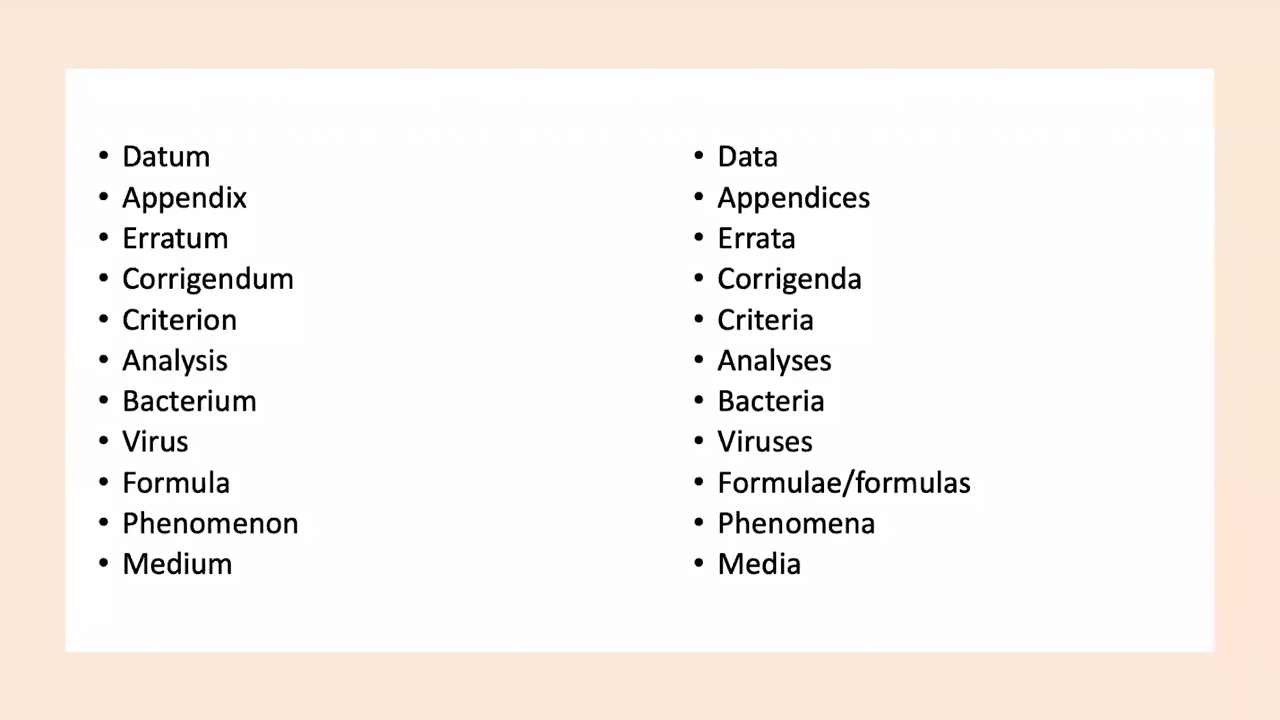 • Datum
• Appendix
• Erratum
• Corrigendum
• Criterion
• Analysis
• Bacterium
• Virus
• Formula
• Phenomenon
• Medium
• Data
• Appendices
• Errata
• Corrigenda
• Criteria
• Analyses
• Bacteria
• Viruses
• Formulae/formulas
• Phenomena
• Media